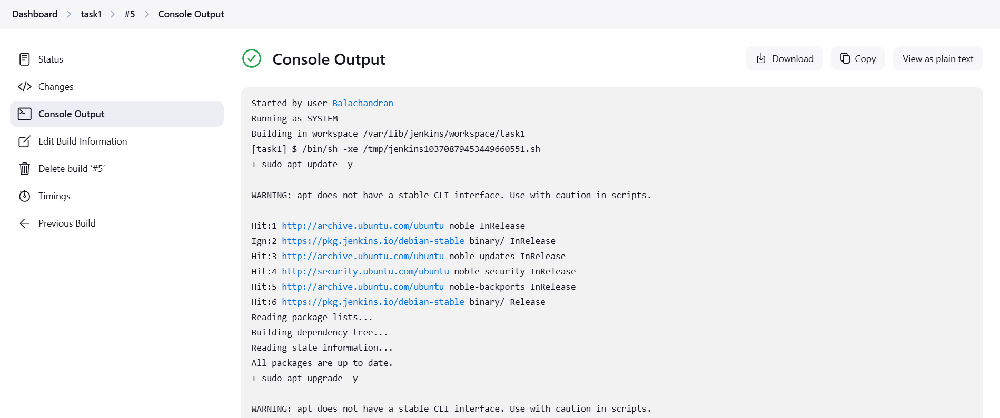 Dashboard > task1 > #5 > Console Output
Status
Changes
Console Output
Edit Build Information
Delete build ‘#5’
Timings
Previous Build
Console Output
Download
Copy
View as plain text
Started by user Balachandran
Running as SYSTEM
Building in workspace /var/lib/jenkins/workspace/task1
[task1] $ /bin/sh -xe /tmp/jenkins10370879453449660551.sh
+ sudo apt update -y
WARNING: apt does not have a stable CLI interface. Use with caution in scripts.
Hit:1 http://archive.ubuntu.com/ubuntu noble InRelease
Ign:2 https://pkg.jenkins.io/debian-stable binary/ InRelease
Hit:3 http://archive.ubuntu.com/ubuntu noble-updates InRelease
Hit:4 http://security.ubuntu.com/ubuntu noble-security InRelease
Hit:5 http://archive.ubuntu.com/ubuntu noble-backports InRelease
Hit:6 https://pkg.jenkins.io/debian-stable binary/ Release
Reading package lists...
Building dependency tree...
Reading state information...
All packages are up to date.
+ sudo apt upgrade -y
WARNING: apt does not have a stable CLI interface. Use with caution in scripts.